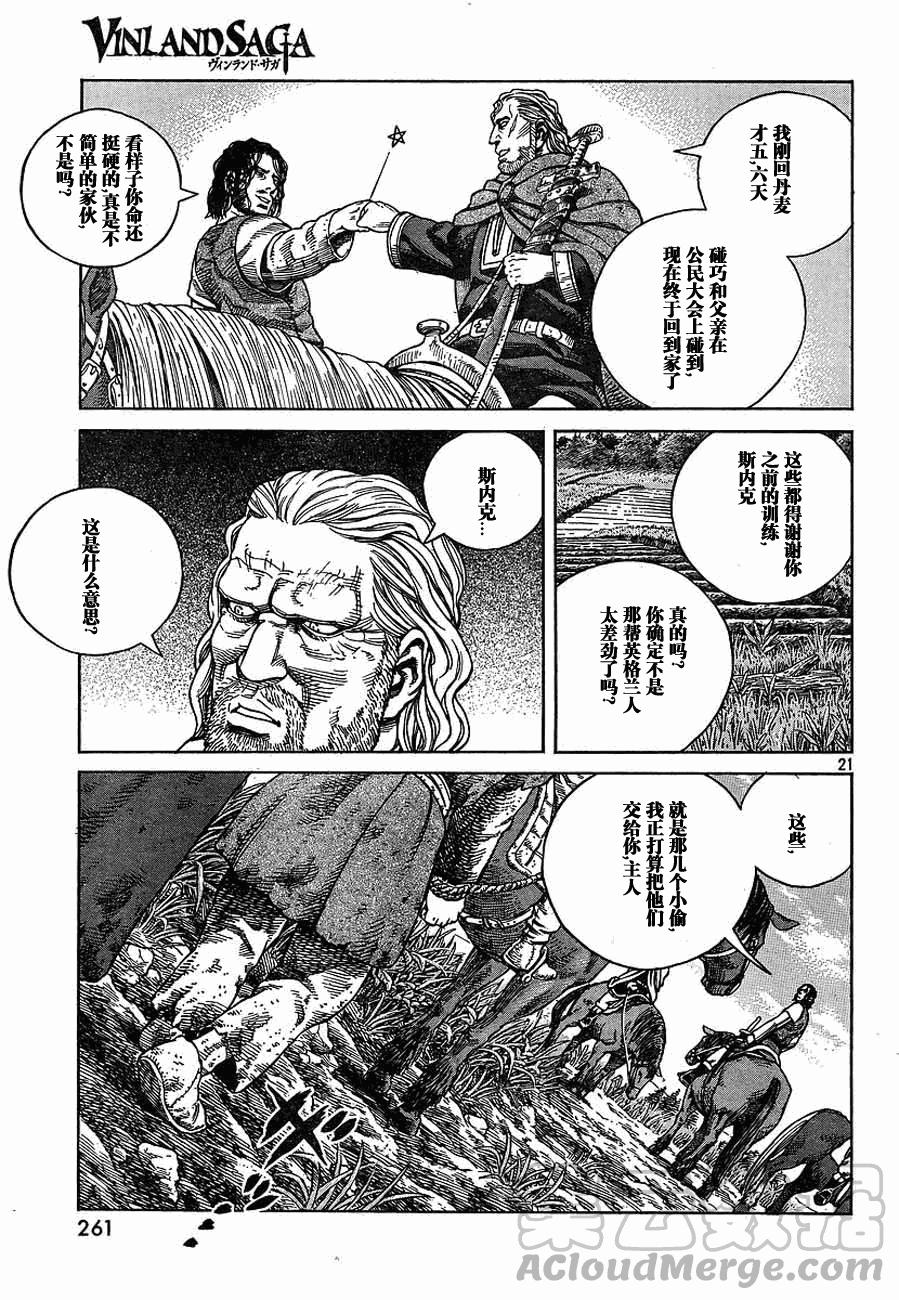 VINLAND SAGA
ヴィンランド・サガ
我刚回丹麦
才五,六天
碰巧和父亲在
公民大会上碰到,
现在终于回到家了
看样子你命还
挺硬的,真是不
简单的家伙,
不是吗?
这些都得谢谢你
之前的训练,
斯内克
真的吗?
你确定不是
那帮英格兰人
太差劲了吗?
斯内克…
这是什么意思?
21
这些,
就是那几个小偷,
我正打算把他们
交给你,主人
261
ACloudMerge.com